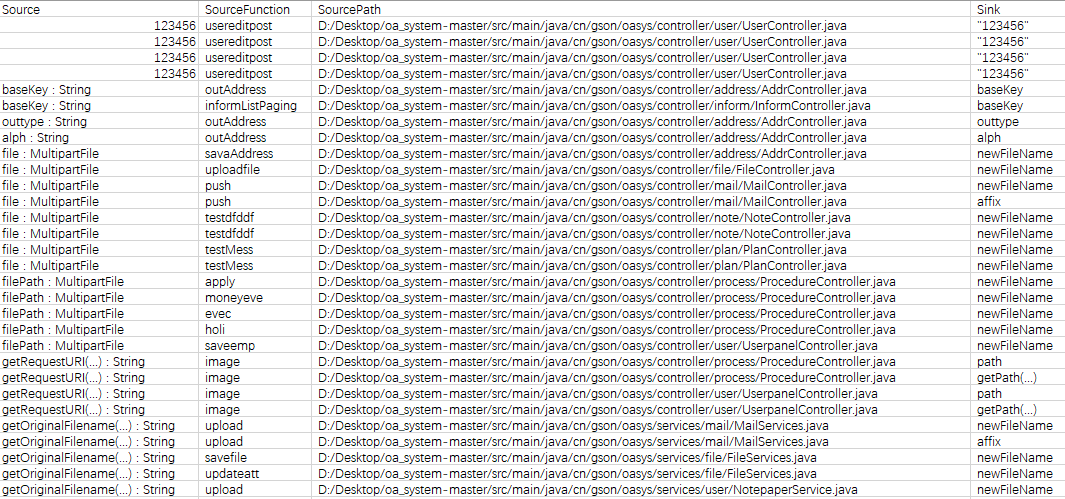 Source SourceFunction SourcePath Sink
123456 usereditpost D:/Desktop/oa_system-master/src/main/java/cn/gson/oasys/controller/user/UserController.java "123456"
123456 usereditpost D:/Desktop/oa_system-master/src/main/java/cn/gson/oasys/controller/user/UserController.java "123456"
123456 usereditpost D:/Desktop/oa_system-master/src/main/java/cn/gson/oasys/controller/user/UserController.java "123456"
123456 usereditpost D:/Desktop/oa_system-master/src/main/java/cn/gson/oasys/controller/user/UserController.java "123456"
baseKey : String outAddress D:/Desktop/oa_system-master/src/main/java/cn/gson/oasys/controller/address/AddrController.java baseKey
baseKey : String informListPaging D:/Desktop/oa_system-master/src/main/java/cn/gson/oasys/controller/inform/InformController.java baseKey
outtype : String outAddress D:/Desktop/oa_system-master/src/main/java/cn/gson/oasys/controller/address/AddrController.java outtype
alph : String outAddress D:/Desktop/oa_system-master/src/main/java/cn/gson/oasys/controller/address/AddrController.java alph
file : MultipartFile savaAddress D:/Desktop/oa_system-master/src/main/java/cn/gson/oasys/controller/address/AddrController.java newFileName
file : MultipartFile uploadfile D:/Desktop/oa_system-master/src/main/java/cn/gson/oasys/controller/file/FileController.java newFileName
file : MultipartFile push D:/Desktop/oa_system-master/src/main/java/cn/gson/oasys/controller/mail/MailController.java newFileName
file : MultipartFile push D:/Desktop/oa_system-master/src/main/java/cn/gson/oasys/controller/mail/MailController.java affix
file : MultipartFile testdfddf D:/Desktop/oa_system-master/src/main/java/cn/gson/oasys/controller/note/NoteController.java newFileName
file : MultipartFile testdfddf D:/Desktop/oa_system-master/src/main/java/cn/gson/oasys/controller/note/NoteController.java newFileName
file : MultipartFile testMess D:/Desktop/oa_system-master/src/main/java/cn/gson/oasys/controller/plan/PlanController.java newFileName
file : MultipartFile testMess D:/Desktop/oa_system-master/src/main/java/cn/gson/oasys/controller/plan/PlanController.java newFileName
filePath : MultipartFile apply D:/Desktop/oa_system-master/src/main/java/cn/gson/oasys/controller/process/ProcedureController.java newFileName
filePath : MultipartFile moneyeve D:/Desktop/oa_system-master/src/main/java/cn/gson/oasys/controller/process/ProcedureController.java newFileName
filePath : MultipartFile evec D:/Desktop/oa_system-master/src/main/java/cn/gson/oasys/controller/process/ProcedureController.java newFileName
filePath : MultipartFile holi D:/Desktop/oa_system-master/src/main/java/cn/gson/oasys/controller/process/ProcedureController.java newFileName
filePath : MultipartFile saveemp D:/Desktop/oa_system-master/src/main/java/cn/gson/oasys/controller/user/UserpanelController.java newFileName
getRequestURI(...) : String image D:/Desktop/oa_system-master/src/main/java/cn/gson/oasys/controller/process/ProcedureController.java path
getRequestURI(...) : String image D:/Desktop/oa_system-master/src/main/java/cn/gson/oasys/controller/process/ProcedureController.java getPath(...)
getRequestURI(...) : String image D:/Desktop/oa_system-master/src/main/java/cn/gson/oasys/controller/user/UserpanelController.java path
getRequestURI(...) : String image D:/Desktop/oa_system-master/src/main/java/cn/gson/oasys/controller/user/UserpanelController.java getPath(...)
getOriginalFilename(...) : String upload D:/Desktop/oa_system-master/src/main/java/cn/gson/oasys/services/mail/MailServices.java newFileName
getOriginalFilename(...) : String upload D:/Desktop/oa_system-master/src/main/java/cn/gson/oasys/services/mail/MailServices.java affix
getOriginalFilename(...) : String savefile D:/Desktop/oa_system-master/src/main/java/cn/gson/oasys/services/file/FileServices.java newFileName
getOriginalFilename(...) : String updateatt D:/Desktop/oa_system-master/src/main/java/cn/gson/oasys/services/file/FileServices.java newFileName
getOriginalFilename(...) : String upload D:/Desktop/oa_system-master/src/main/java/cn/gson/oasys/services/user/NotepaperService.java newFileName